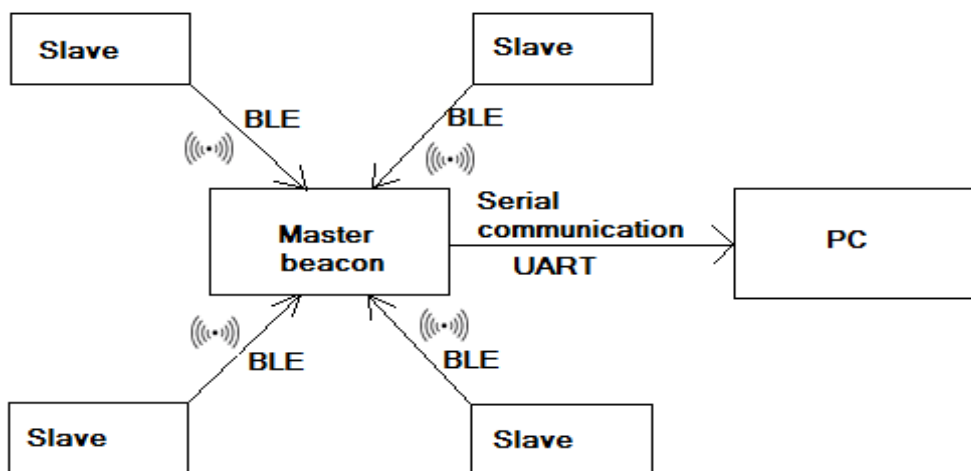 Slave
Slave
BLE
BLE
Serial
communication
UART
Master
beacon
PC
BLE
BLE
Slave
Slave